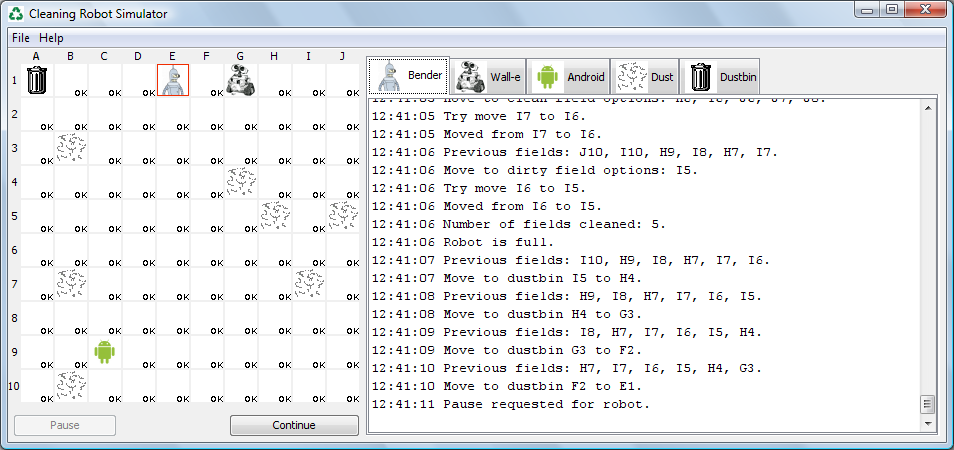 Cleaning Robot Simulator
File Help
A B C D E F G H I J
1 OK OK OK OK OK OK OK
2 OK OK OK OK OK OK OK OK OK OK
3 OK OK OK OK OK OK OK OK OK
4 OK OK OK OK OK OK OK OK OK
5 OK OK OK OK OK OK OK OK
6 OK OK OK OK OK OK OK OK OK OK
7 OK OK OK OK OK OK OK OK
8 OK OK OK OK OK OK OK OK OK OK
9 OK OK OK OK OK OK OK OK OK
10 OK OK OK OK OK OK OK OK OK
Pause Continue
Bender Wall-e Android Dust Dustbin
Move to clean field options:
12:41:05 Try move I7 to I6.
12:41:05 Moved from I7 to I6.
12:41:06 Previous fields: J10, I10, H9, I8, H7, I7.
12:41:06 Move to dirty field options: I5.
12:41:06 Try move I6 to I5.
12:41:06 Moved from I6 to I5.
12:41:06 Number of fields cleaned: 5.
12:41:06 Robot is full.
12:41:07 Previous fields: I10, H9, I8, H7, I7, I6.
12:41:07 Move to dustbin I5 to H4.
12:41:08 Previous fields: H9, I8, H7, I7, I6, I5.
12:41:08 Move to dustbin H4 to G3.
12:41:09 Previous fields: I8, H7, I7, I6, I5, H4.
12:41:09 Move to dustbin G3 to F2.
12:41:10 Previous fields: H7, I7, I6, I5, H4, G3.
12:41:10 Move to dustbin F2 to E1.
12:41:11 Pause requested for robot.